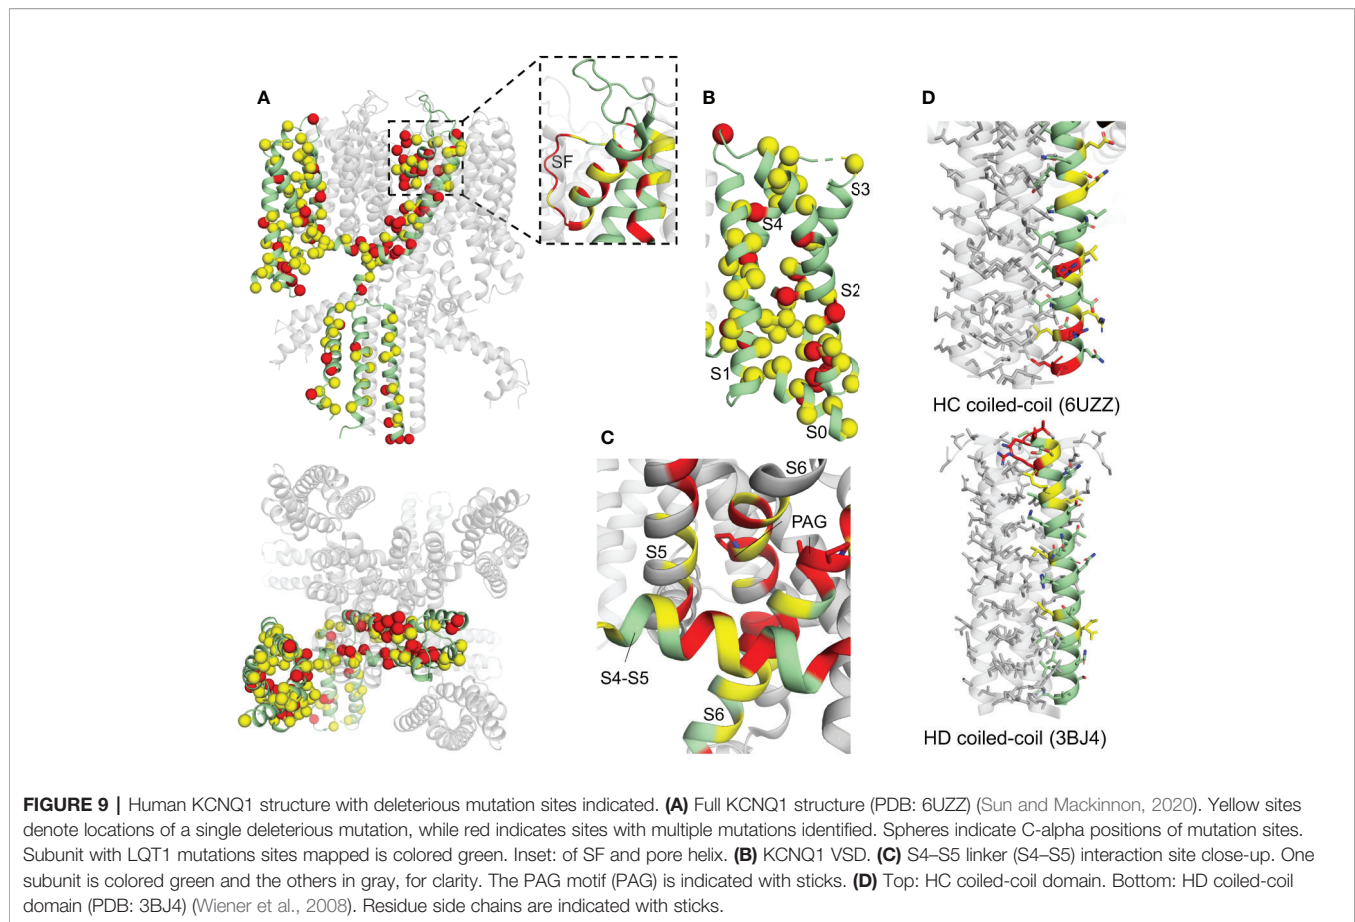 A
SF
B
S3
S4
S2
S1
S0
D
HC coiled-coil (6UZZ)
HD coiled-coil (3BJ4)
C
S6
PAG
S5
S4–S5
S6
FIGURE 9 | Human KCNQ1 structure with deleterious mutation sites indicated. (A) Full KCNQ1 structure (PDB: 6UZZ) (Sun and Mackinnon, 2020). Yellow sites
denote locations of a single deleterious mutation, while red indicates sites with multiple mutations identified. Spheres indicate C-alpha positions of mutation sites.
Subunit with LQT1 mutations sites mapped is colored green. Inset: of SF and pore helix. (B) KCNQ1 VSD. (C) S4–S5 linker (S4–S5) interaction site close-up. One
subunit is colored green and the others in gray, for clarity. The PAG motif (PAG) is indicated with sticks. (D) Top: HC coiled-coil domain. Bottom: HD coiled-coil
domain (PDB: 3BJ4) (Wiener et al., 2008). Residue side chains are indicated with sticks.